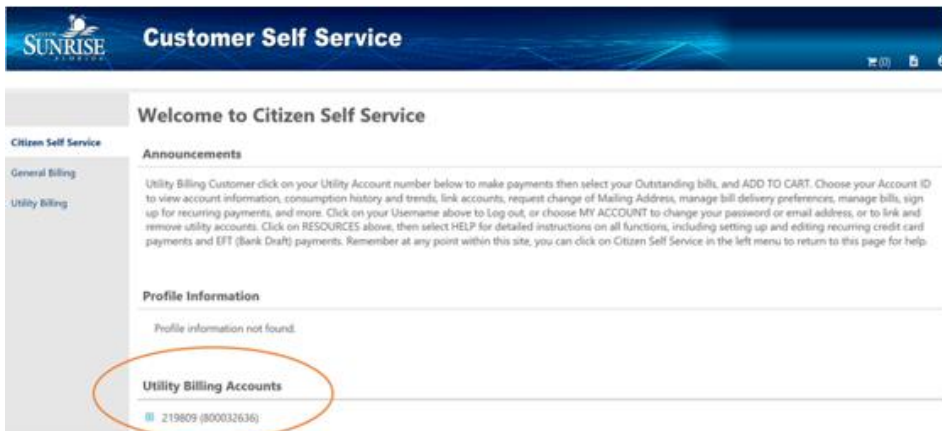 CITY OF
SUNRISE
FLORIDA
Customer Self Service
(0)
Welcome to Citizen Self Service
Citizen Self Service
General Billing
Utility Billing
Announcements
Utility Billing Customer click on your Utility Account number below to make payments then select your Outstanding bills, and ADD TO CART. Choose your Account ID
to view account information, consumption history and trends, link accounts, request change of Mailing Address, manage bill delivery preferences, manage bills, sign
up for recurring payments, and more. Click on your Username above to Log out, or choose MY ACCOUNT to change your password or email address, or to link and
remove utility accounts. Click on RESOURCES above, then select HELP for detailed instructions on all functions, including setting up and editing recurring credit card
payments and EFT (Bank Draft) payments. Remember at any point within this site, you can click on Citizen Self Service in the left menu to return to this page for help.
Profile Information
Profile information not found.
Utility Billing Accounts
219809 (800032636)